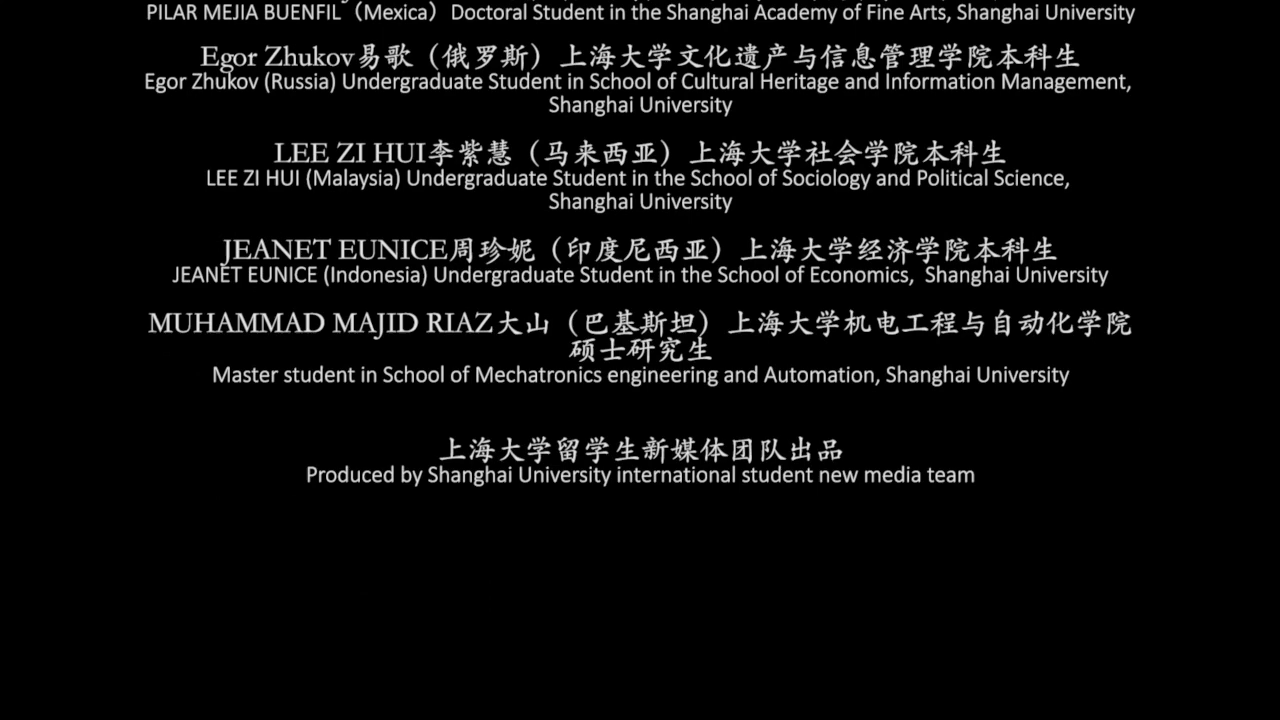 PILAR MEJIA BUENFIL（Mexica）Doctoral Student in the Shanghai Academy of Fine Arts, Shanghai University
Egor Zhukov易歌（俄罗斯）上海大学文化遗产与信息管理学院本科生
Egor Zhukov (Russia) Undergraduate Student in School of Cultural Heritage and Information Management,
Shanghai University
LEE ZI HUI李紫慧（马来西亚）上海大学社会学院本科生
LEE ZI HUI (Malaysia) Undergraduate Student in the School of Sociology and Political Science,
Shanghai University
JEANET EUNICE周珍妮（印度尼西亚）上海大学经济学院本科生
JEANET EUNICE (Indonesia) Undergraduate Student in the School of Economics,  Shanghai University
MUHAMMAD MAJID RIAZ大山（巴基斯坦）上海大学机电工程与自动化学院
硕士研究生
Master student in School of Mechatronics engineering and Automation, Shanghai University
上海大学留学生新媒体团队出品
Produced by Shanghai University international student new media team